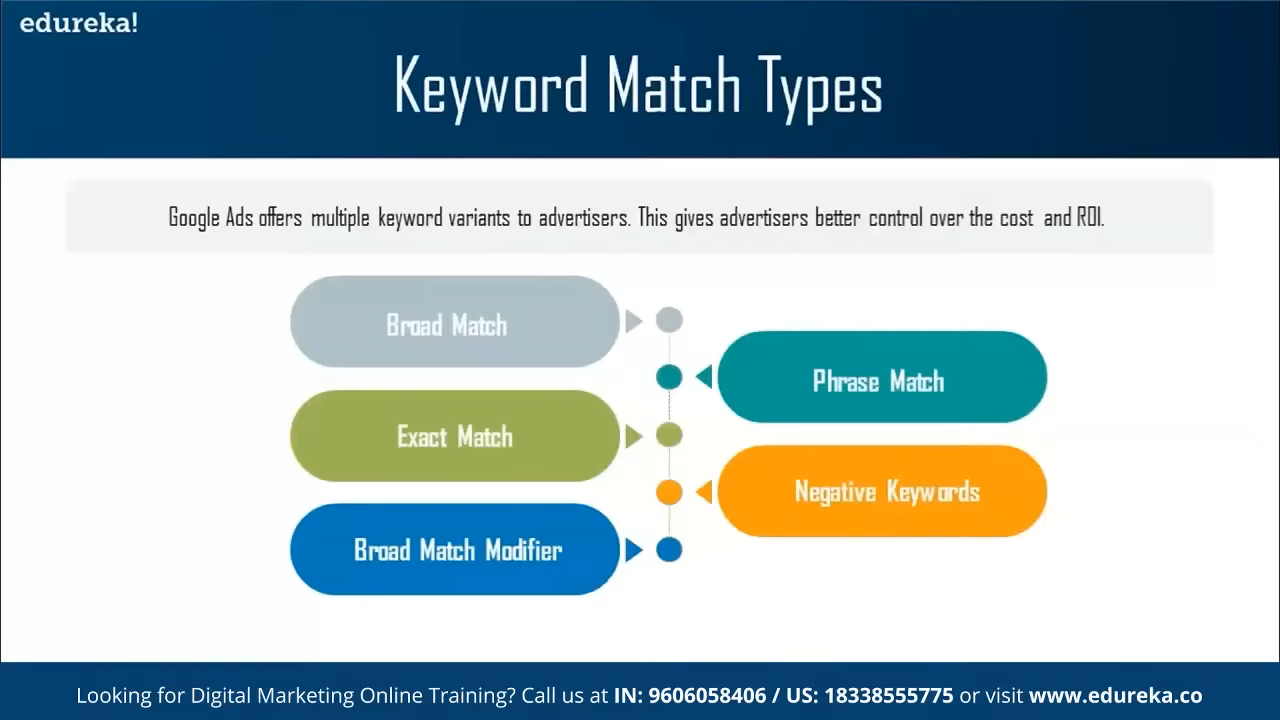 edureka!
Keyword Match Types
Google Ads offers multiple keyword variants to advertisers. This gives advertisers better control over the cost and ROI.
Broad Match
Phrase Match
Exact Match
Negative Keywords
Broad Match Modifier
Looking for Digital Marketing Online Training? Call us at IN: 9606058406 / US: 18338555775 or visit www.edureka.co